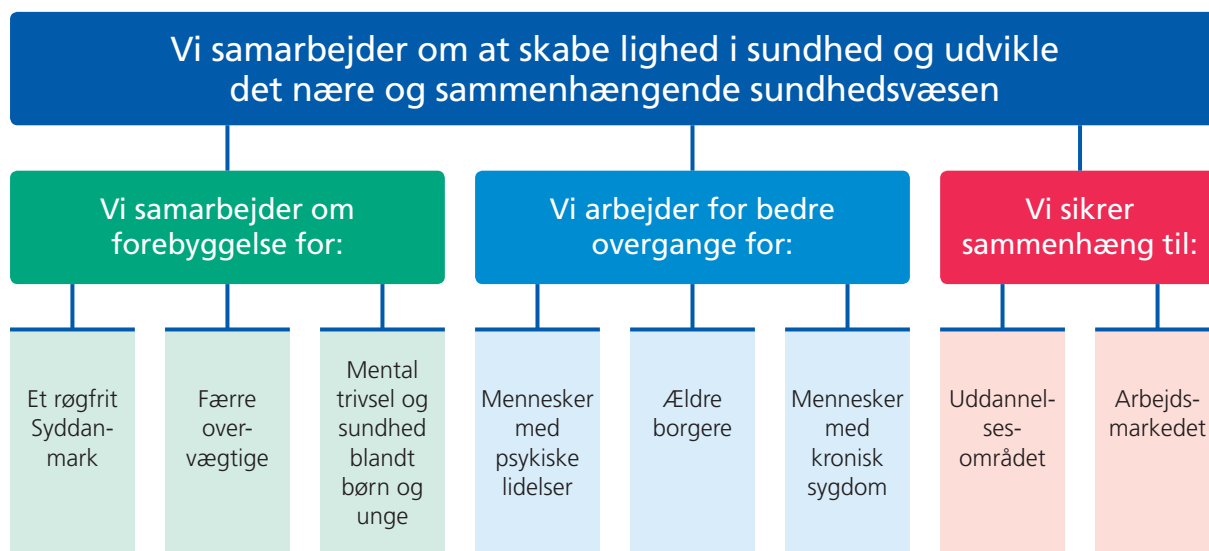 Vi samarbejder om at skabe lighed i sundhed og udvikle
det nære og sammenhængende sundhedsvæsen
Vi samarbejder om
forebyggelse for:
Vi arbejder for bedre
overgange for:
Vi sikrer
sammenhæng til:
Et røgfrit
Syddan-
mark
Færre
over-
vægtige
Mental
trivsel og
sundhed
blandt
børn og
unge
Mennesker
med
psykiske
lidelser
Ældre
borgere
Mennesker
med
kronisk
sygdom
Uddannel-
ses-
området
Arbejds-
markedet